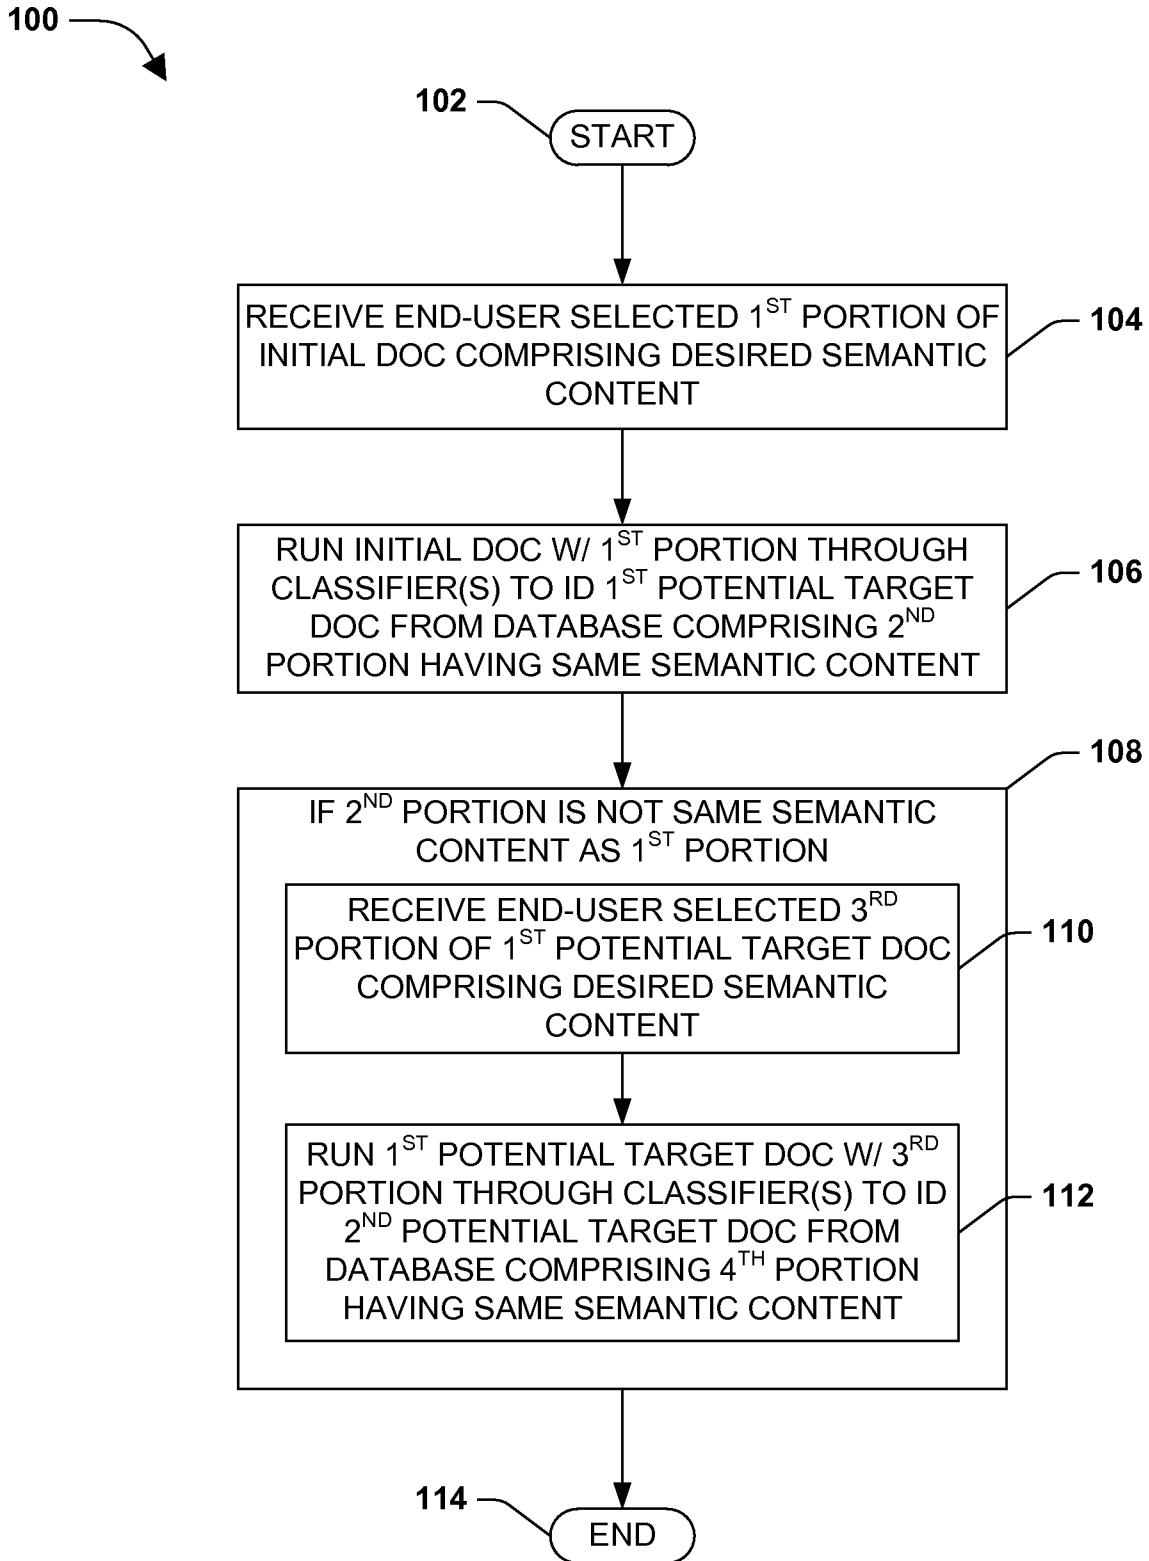 100
102
START
RECEIVE END-USER SELECTED 1ST PORTION OF
INITIAL DOC COMPRISING DESIRED SEMANTIC
CONTENT
104
RUN INITIAL DOC W/ 1ST PORTION THROUGH
CLASSIFIER(S) TO ID 1ST POTENTIAL TARGET
DOC FROM DATABASE COMPRISING 2ND
PORTION HAVING SAME SEMANTIC CONTENT
106
108
IF 2ND PORTION IS NOT SAME SEMANTIC
CONTENT AS 1ST PORTION
RECEIVE END-USER SELECTED 3RD
PORTION OF 1ST POTENTIAL TARGET DOC
COMPRISING DESIRED SEMANTIC
CONTENT
110
RUN 1ST POTENTIAL TARGET DOC W/ 3RD
PORTION THROUGH CLASSIFIER(S) TO ID
2ND POTENTIAL TARGET DOC FROM
DATABASE COMPRISING 4TH PORTION
HAVING SAME SEMANTIC CONTENT
112
114
END